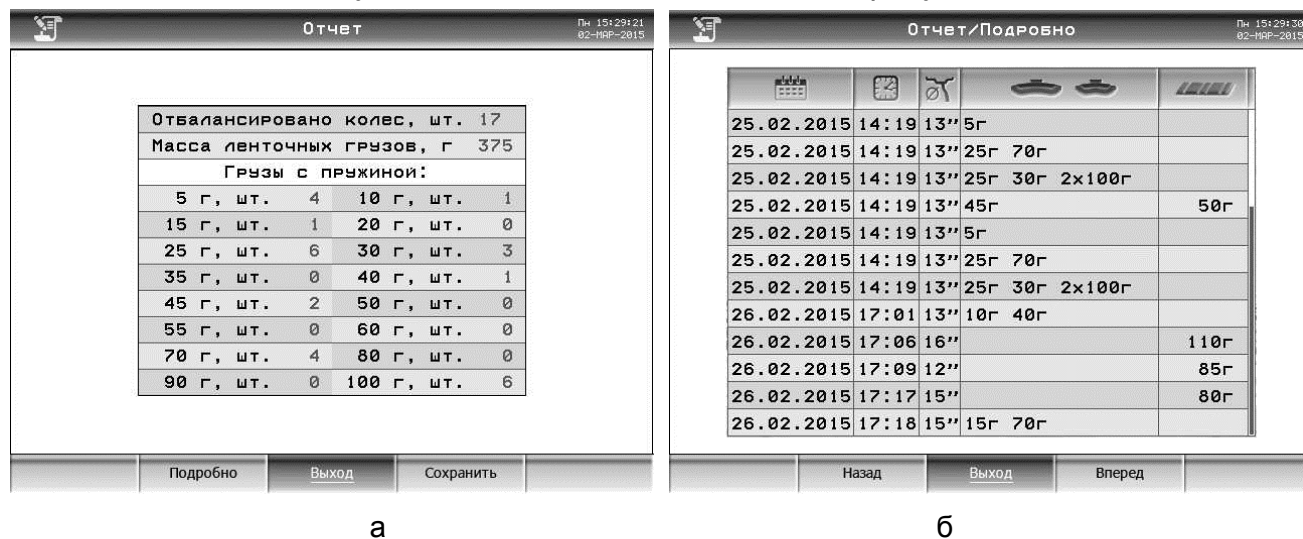 Отчет
Пн 15:29:21
02-МАР-2015
Отбалансировано колес, шт. 17
Масса ленточных грузов, г 375
Грузы с пружиной:
5 г, шт. 4 10 г, шт. 1
15 г, шт. 1 20 г, шт. 0
25 г, шт. 6 30 г, шт. 3
35 г, шт. 0 40 г, шт. 1
45 г, шт. 2 50 г, шт. 0
55 г, шт. 0 60 г, шт. 0
70 г, шт. 4 80 г, шт. 0
90 г, шт. 0 100 г, шт. 6
Подробно Выход Сохранить
а
Отчет/Подробно
Пн 15:29:30
02-МАР-2015
25.02.2015 14:19 13" 5г
25.02.2015 14:19 13" 25г 70г
25.02.2015 14:19 13" 25г 30г 2x100г
25.02.2015 14:19 13" 45г 50г
25.02.2015 14:19 13" 5г
25.02.2015 14:19 13" 25г 70г
25.02.2015 14:19 13" 25г 30г 2x100г
26.02.2015 17:01 13" 10г 40г
26.02.2015 17:06 16" 110г
26.02.2015 17:09 12" 85г
26.02.2015 17:17 15" 80г
26.02.2015 17:18 15" 15г 70г
Назад Выход Вперед
б